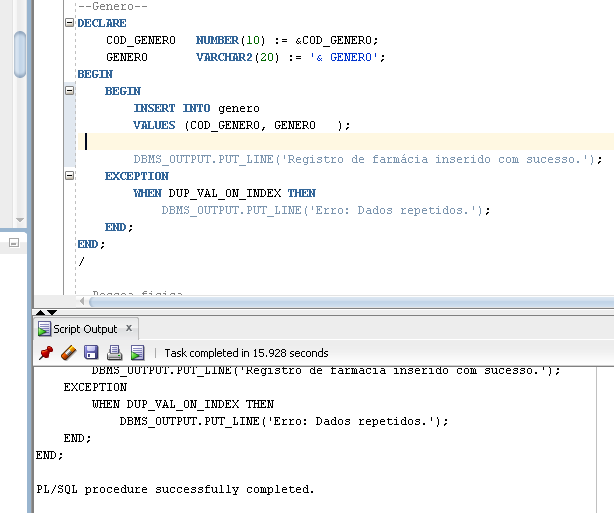 --Genero--
DECLARE
COD_GENERO NUMBER(10) := &COD_GENERO;
GENERO VARCHAR2(20) := '& GENERO';
BEGIN
BEGIN
INSERT INTO genero
VALUES (COD_GENERO, GENERO );
DBMS_OUTPUT.PUT_LINE('Registro de farmácia inserido com sucesso.');
EXCEPTION
WHEN DUP_VAL_ON_INDEX THEN
DBMS_OUTPUT.PUT_LINE('Erro: Dados repetidos.');
END;
END;
/
Script Output x
Task completed in 15.928 seconds
DBMS_OUTPUT.PUT_LINE('Registro de farmácia inserido com sucesso.');
EXCEPTION
WHEN DUP_VAL_ON_INDEX THEN
DBMS_OUTPUT.PUT_LINE('Erro: Dados repetidos.');
END;
END;
PL/SQL procedure successfully completed.